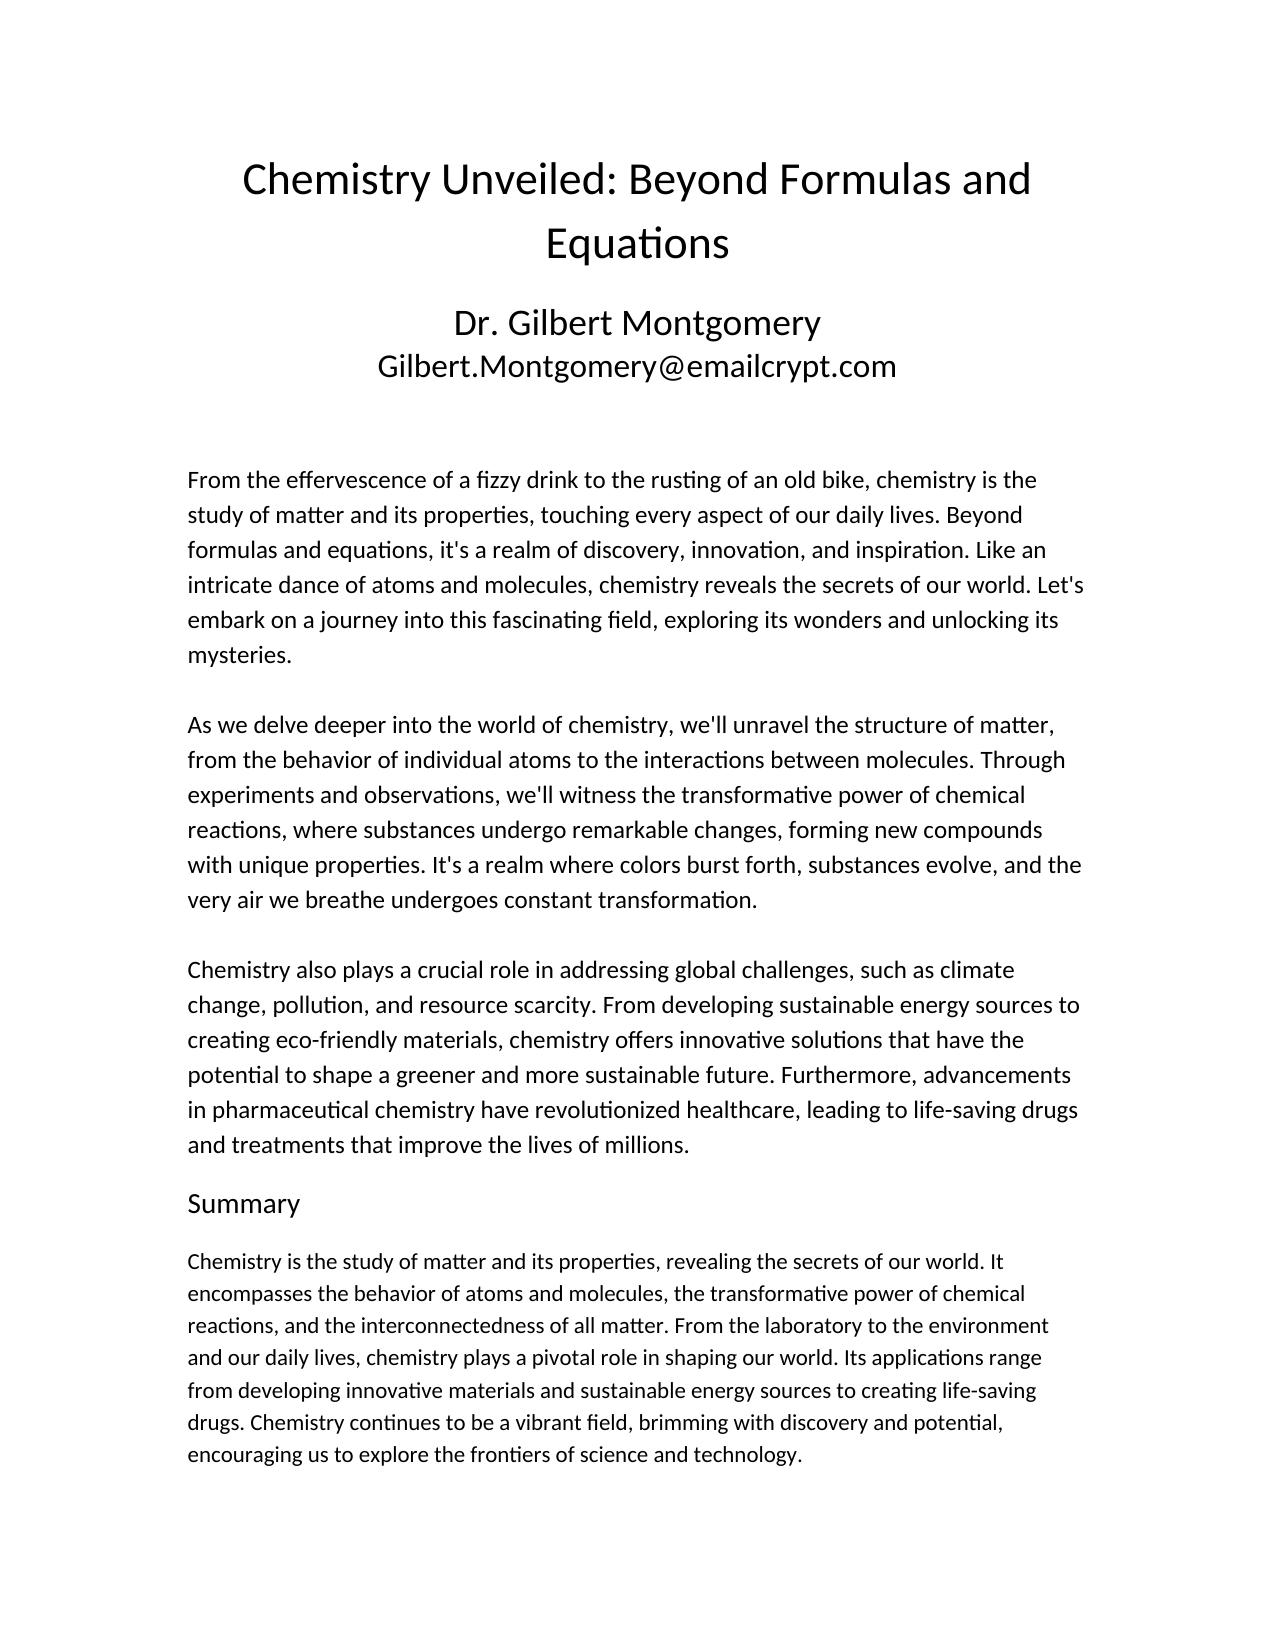 Chemistry Unveiled: Beyond Formulas and
Equations
Dr. Gilbert Montgomery
Gilbert.Montgomery@emailcrypt.com
From the effervescence of a fizzy drink to the rusting of an old bike, chemistry is the
study of matter and its properties, touching every aspect of our daily lives. Beyond
formulas and equations, it's a realm of discovery, innovation, and inspiration. Like an
intricate dance of atoms and molecules, chemistry reveals the secrets of our world. Let's
embark on a journey into this fascinating field, exploring its wonders and unlocking its
mysteries.
As we delve deeper into the world of chemistry, we'll unravel the structure of matter,
from the behavior of individual atoms to the interactions between molecules. Through
experiments and observations, we'll witness the transformative power of chemical
reactions, where substances undergo remarkable changes, forming new compounds
with unique properties. It's a realm where colors burst forth, substances evolve, and the
very air we breathe undergoes constant transformation.
Chemistry also plays a crucial role in addressing global challenges, such as climate
change, pollution, and resource scarcity. From developing sustainable energy sources to
creating eco-friendly materials, chemistry offers innovative solutions that have the
potential to shape a greener and more sustainable future. Furthermore, advancements
in pharmaceutical chemistry have revolutionized healthcare, leading to life-saving drugs
and treatments that improve the lives of millions.
Summary
Chemistry is the study of matter and its properties, revealing the secrets of our world. It
encompasses the behavior of atoms and molecules, the transformative power of chemical
reactions, and the interconnectedness of all matter. From the laboratory to the environment
and our daily lives, chemistry plays a pivotal role in shaping our world. Its applications range
from developing innovative materials and sustainable energy sources to creating life-saving
drugs. Chemistry continues to be a vibrant field, brimming with discovery and potential,
encouraging us to explore the frontiers of science and technology.